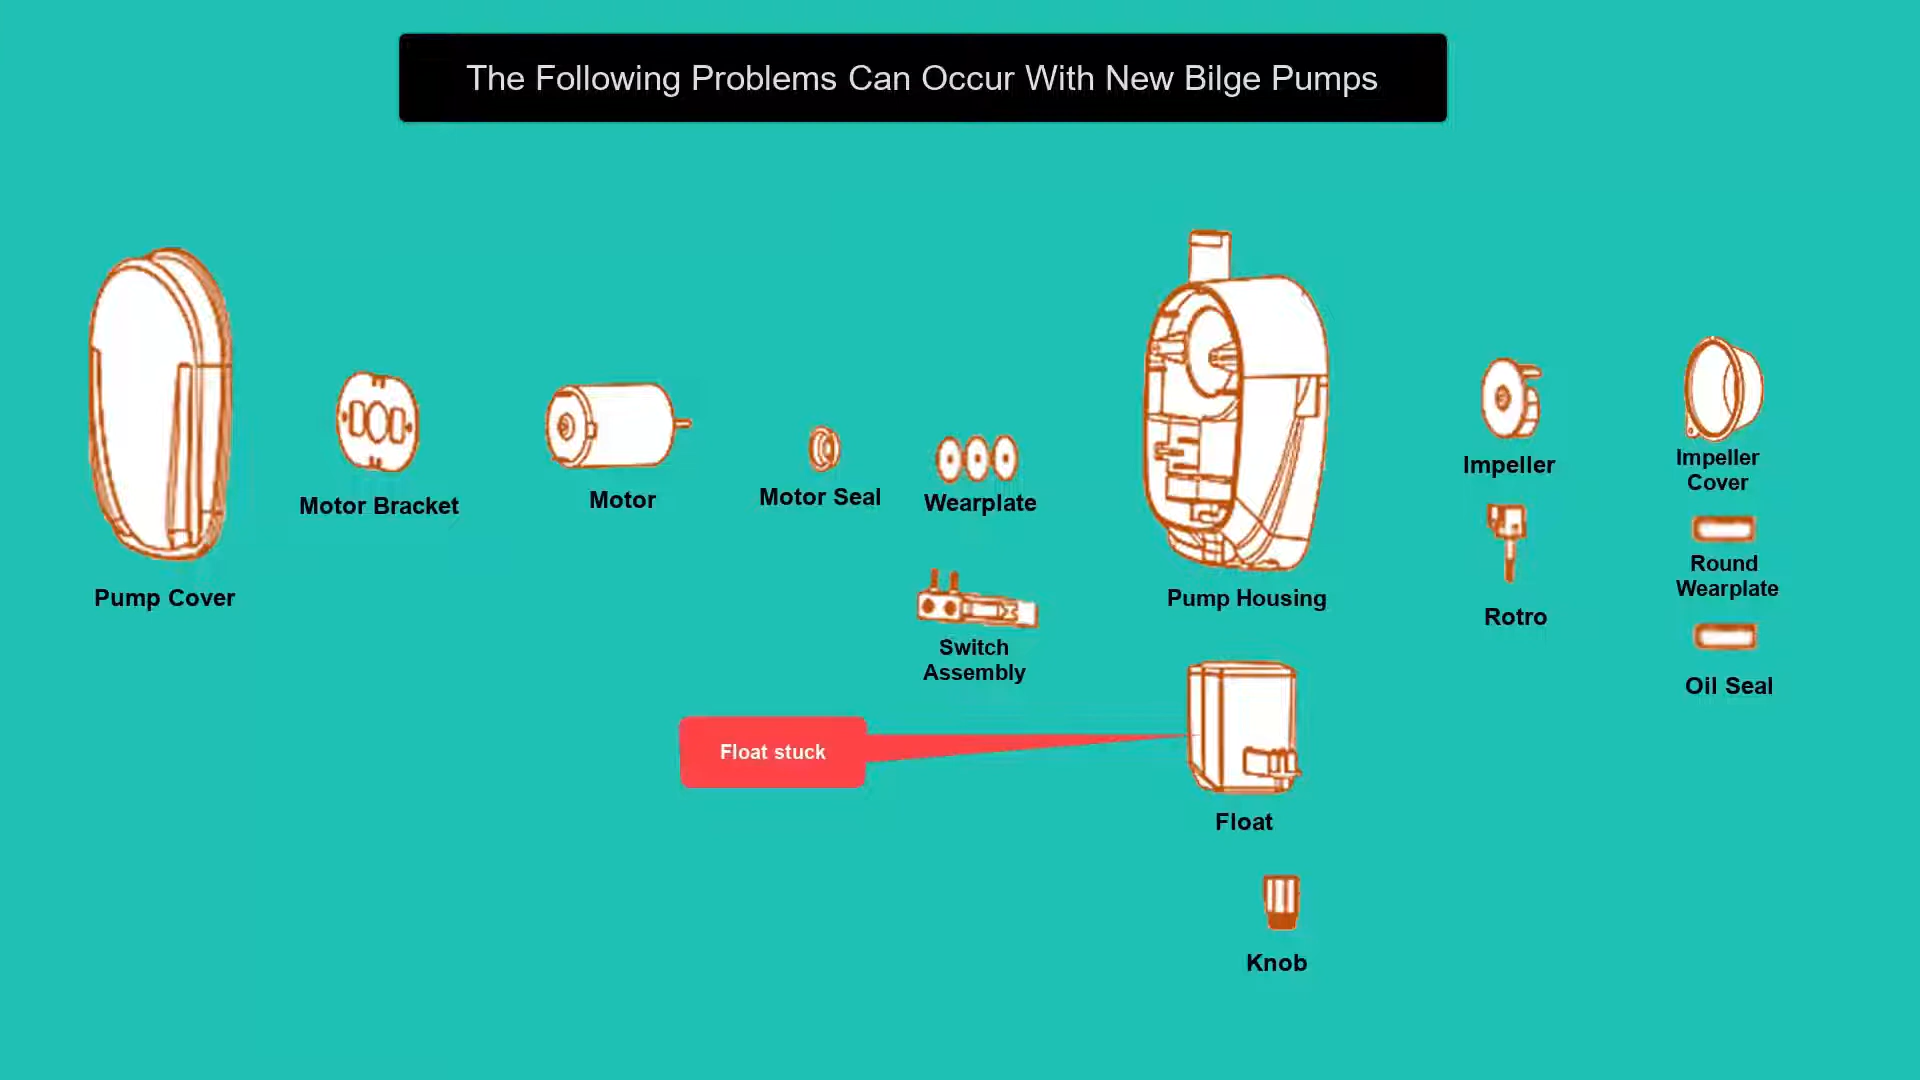 The Following Problems Can Occur With New Bilge Pumps
Pump Cover
Motor Bracket
Motor
Motor Seal
Wearplate
Switch
Assembly
Pump Housing
Impeller
Rotro
Impeller
Cover
Round
Wearplate
Oil Seal
Float stuck
Float
Knob